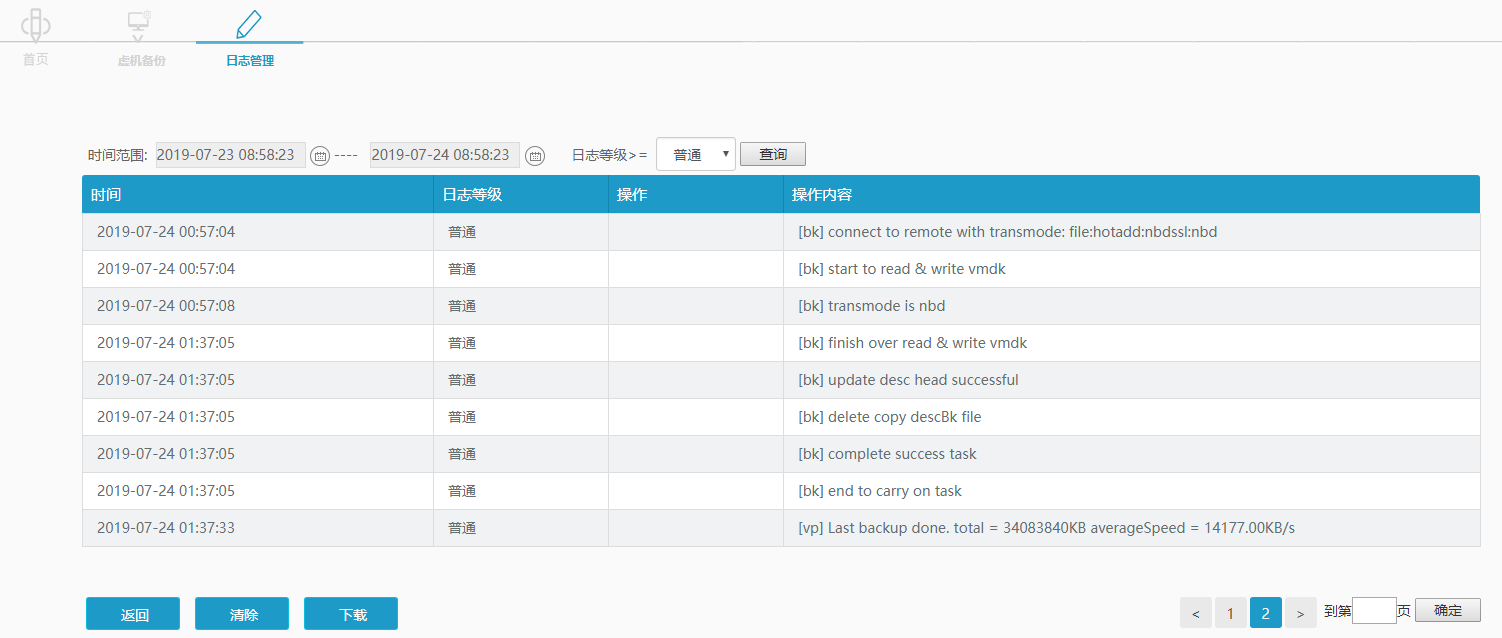 首页 虚机备份 日志管理
时间范围: 2019-07-23 08:58:23 ---- 2019-07-24 08:58:23 日志等级>= 普通 查询
时间 日志等级 操作 操作内容
2019-07-24 00:57:04 普通 [bk] connect to remote with transmode: file:hotadd:nbdssl:nbd
2019-07-24 00:57:04 普通 [bk] start to read & write vmdk
2019-07-24 00:57:08 普通 [bk] transmode is nbd
2019-07-24 01:37:05 普通 [bk] finish over read & write vmdk
2019-07-24 01:37:05 普通 [bk] update desc head successful
2019-07-24 01:37:05 普通 [bk] delete copy descBk file
2019-07-24 01:37:05 普通 [bk] complete success task
2019-07-24 01:37:05 普通 [bk] end to carry on task
2019-07-24 01:37:33 普通 [vp] Last backup done. total = 34083840KB averageSpeed = 14177.00KB/s
返回 清除 下载 < 1 2 > 到第 页 确定